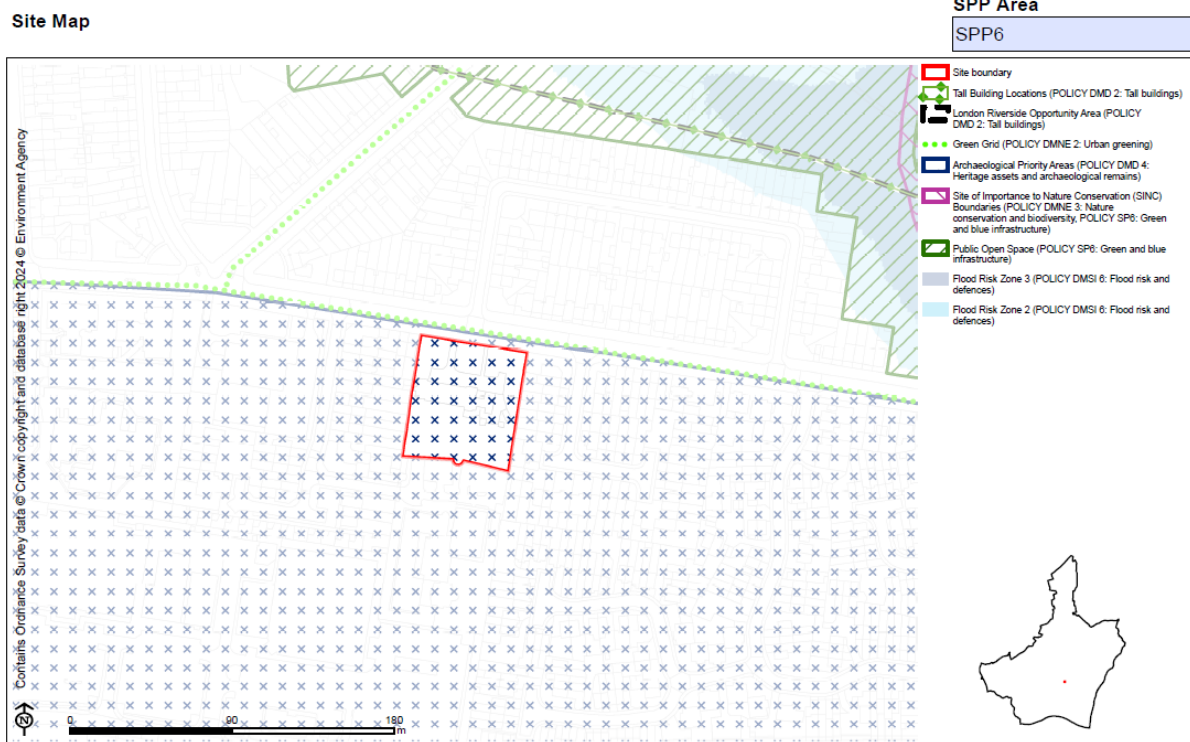 Site Map
SPP Area
SPP6
Site boundary
Tall Building Locations (POLICY DMD 2: Tall buildings)
London Riverside Opportunity Area (POLICY
DMD 2: Tall buildings)
Green Grid (POLICY DMNE 2: Urban greening)
Archaeological Priority Areas (POLICY DMD 4:
Heritage assets and archaeological remains)
Site of Importance to Nature Conservation (SINC)
Boundaries (POLICY DMNE 3: Nature
conservation and biodiversity, POLICY SP6: Green
and blue infrastructure)
Public Open Space (POLICY SP6: Green and blue
infrastructure)
Flood Risk Zone 3 (POLICY DMSI 6: Flood risk and
defences)
Flood Risk Zone 2 (POLICY DMSI 6: Flood risk and
defences)
Contains Ordnance Survey data © Crown copyright and database right 2024 © Environment Agency
N
0 90 180
m